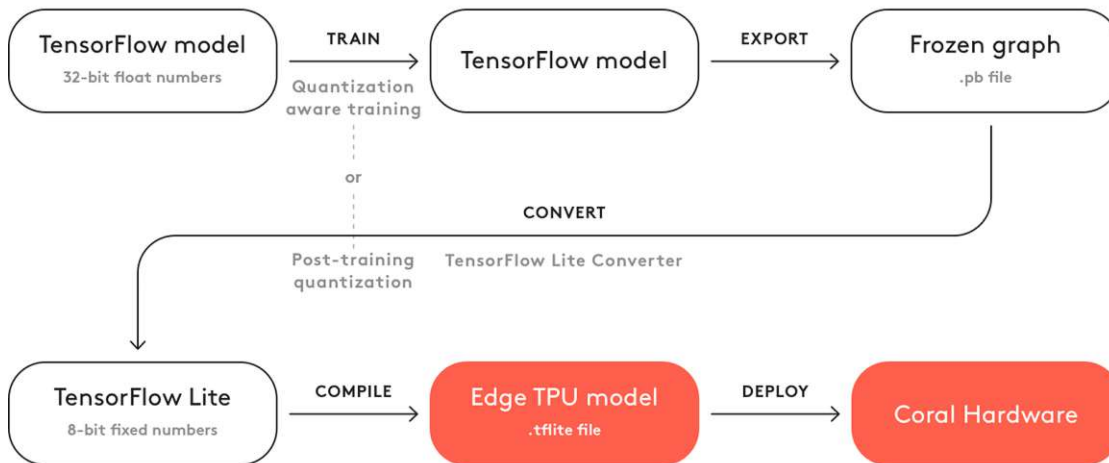 TensorFlow model
32-bit float numbers
TRAIN
Quantization
aware training
TensorFlow model
EXPORT
Frozen graph
.pb file
or
CONVERT
Post-training
quantization
TensorFlow Lite Converter
TensorFlow Lite
8-bit fixed numbers
COMPILE
Edge TPU model
.tflite file
DEPLOY
Coral Hardware